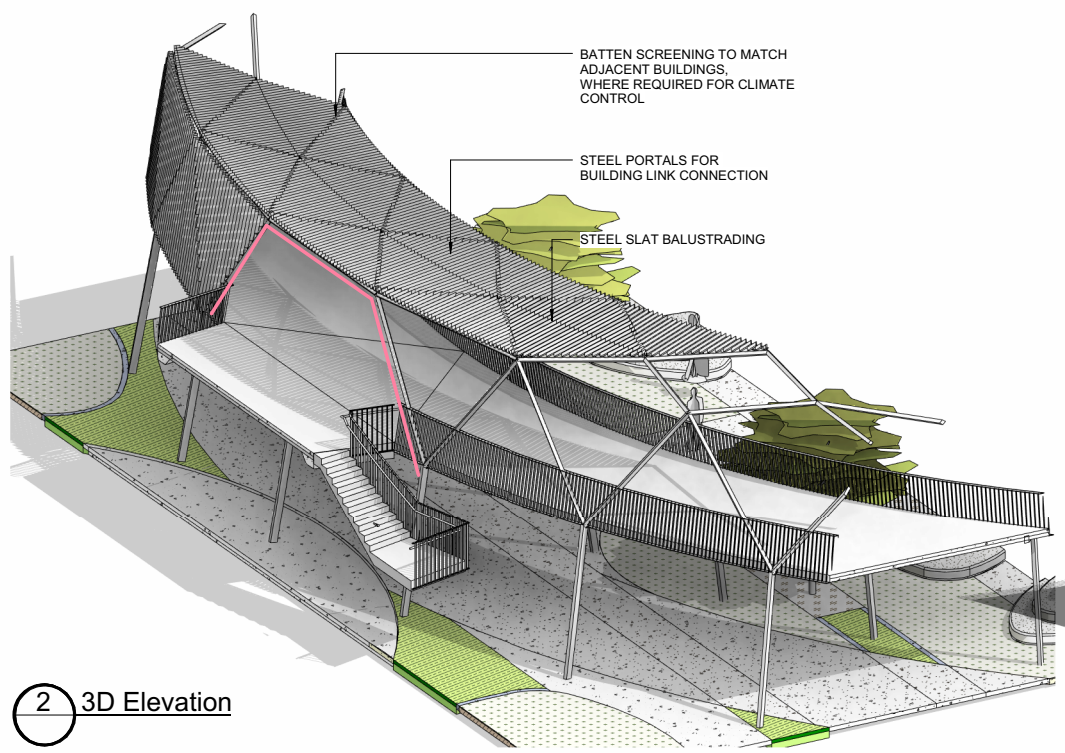 BATTEN SCREENING TO MATCH
ADJACENT BUILDINGS,
WHERE REQUIRED FOR CLIMATE
CONTROL
STEEL PORTALS FOR
BUILDING LINK CONNECTION
STEEL SLAT BALUSTRADING
2 3D Elevation